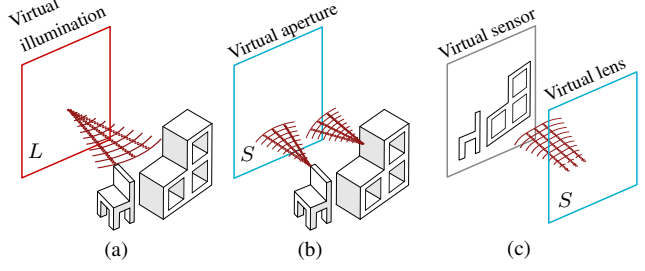 Virtual
illumination
L
(a)
Virtual aperture
S
(b)
Virtual sensor
Virtual lens
S
(c)